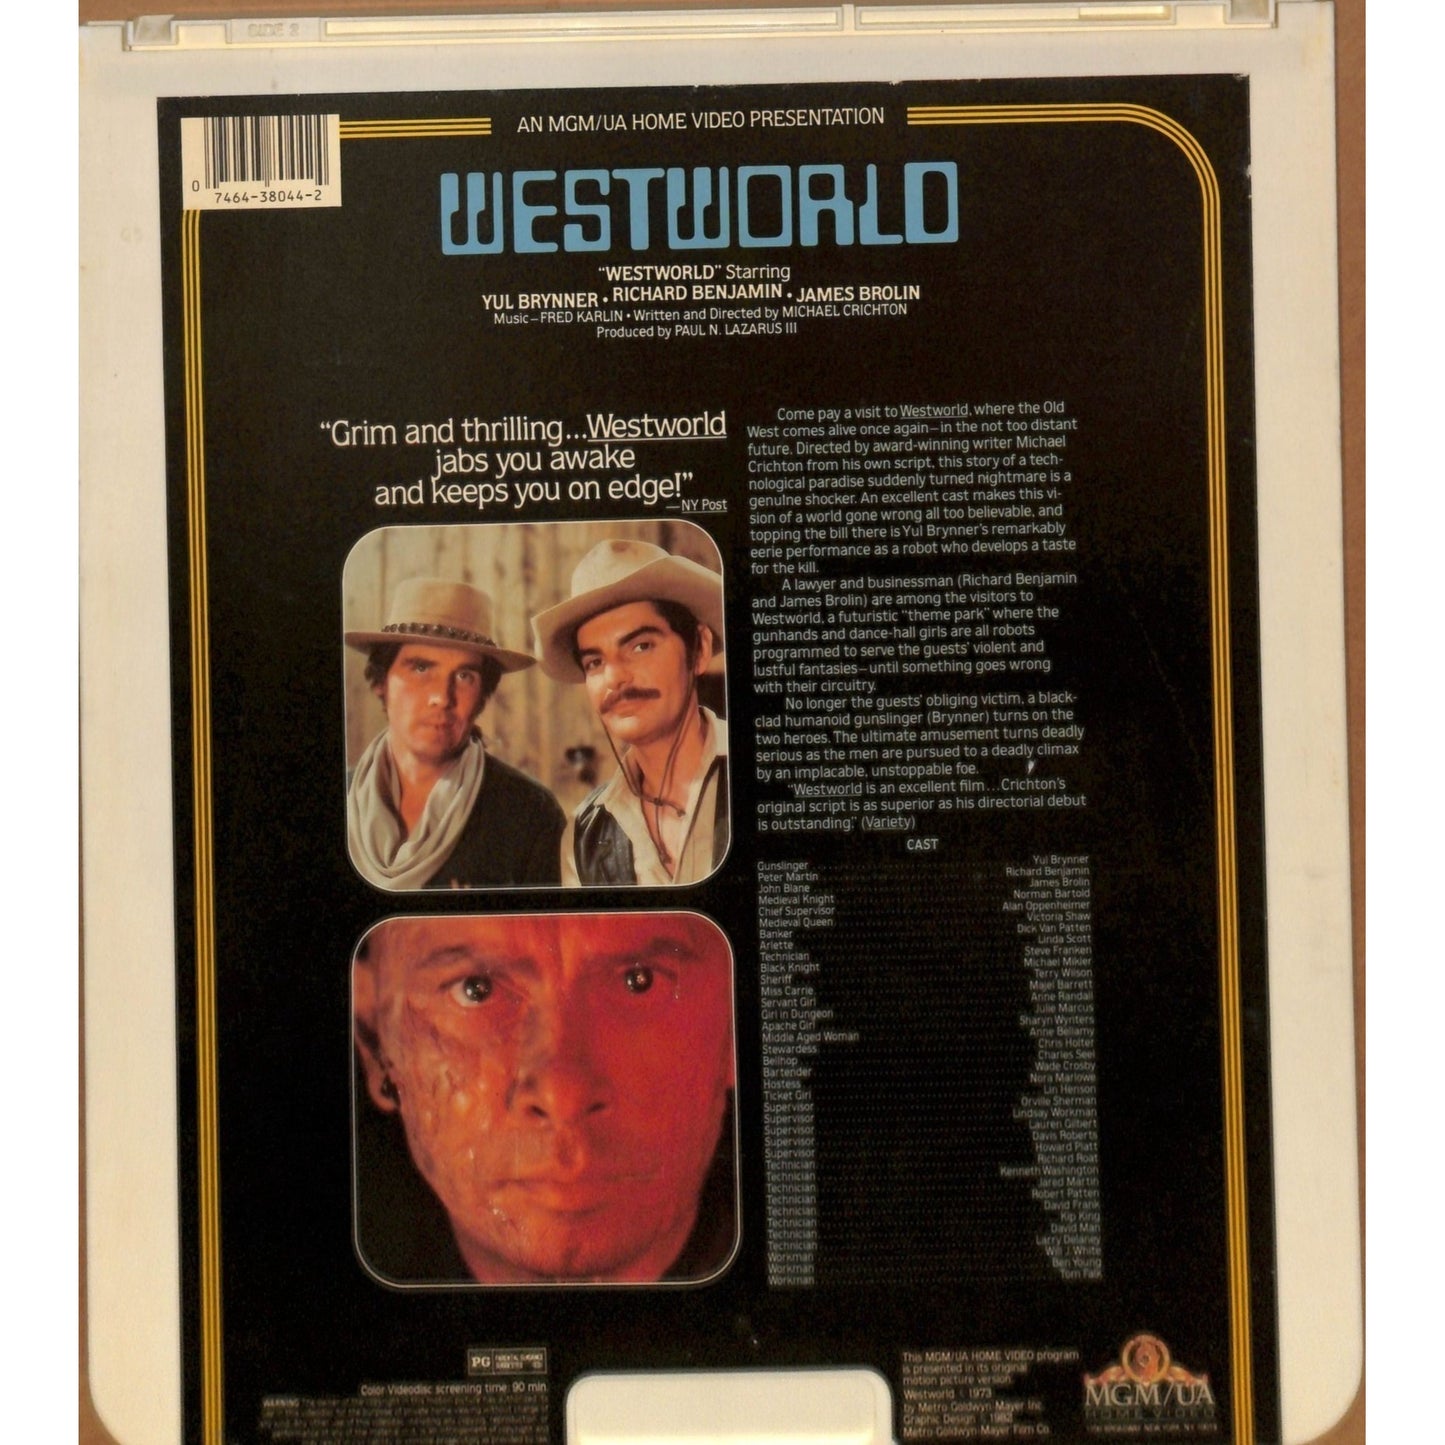 SIDE 2
AN MGM/UA HOME VIDEO PRESENTATION
0 7464-38044-2
WESTWORLD
"WESTWORLD" Starring
YUL BRYNNER • RICHARD BENJAMIN • JAMES BROLIN
Music–FRED KARLIN • Written and Directed by MICHAEL CRICHTON
Produced by PAUL N. LAZARUS III
"Grim and thrilling...Westworld
jabs you awake
and keeps you on edge!"
—NY Post
Come pay a visit to Westworld, where the Old
West comes alive once again–in the not too distant
future. Directed by award-winning writer Michael
Crichton from his own script, this story of a tech-
nological paradise suddenly turned nightmare is a
genuine shocker. An excellent cast makes this vi-
sion of a world gone wrong all too believable, and
topping the bill there is Yul Brynner's remarkably
eerie performance as a robot who develops a taste
for the kill.
A lawyer and businessman (Richard Benjamin
and James Brolin) are among the visitors to
Westworld, a futuristic "theme park" where the
gunhands and dance-hall girls are all robots
programmed to serve the guests' violent and
lustful fantasies–until something goes wrong
with their circuitry.
No longer the guests' obliging victim, a black-
clad humanoid gunslinger (Brynner) turns on the
two heroes. The ultimate amusement turns deadly
serious as the men are pursued to a deadly climax
by an implacable, unstoppable foe.
"Westworld is an excellent film...Crichton's
original script is as superior as his directorial debut
is outstanding." (Variety)
CAST
Gunslinger Yul Brynner
Peter Martin Richard Benjamin
John Blane James Brolin
Medieval Knight Norman Bartold
Chief Supervisor Alan Oppenheimer
Medieval Queen Victoria Shaw
Banker Dick Van Patten
Arlette Linda Scott
Technician Steve Franken
Black Knight Michael Mikler
Sheriff Terry Wilson
Miss Carrie Majel Barrett
Servant Girl Anne Randall
Girl in Dungeon Julie Marcus
Apache Girl Sharyn Wynters
Middle Aged Woman Anne Bellamy
Stewardess Chris Holter
Bellhop Charles Seel
Bartender Wade Crosby
Hostess Nora Marlowe
Ticket Girl Lin Henson
Supervisor Orville Sherman
Supervisor Lindsay Workman
Supervisor Lauren Gilbert
Supervisor Davis Roberts
Supervisor Howard Platt
Technician Richard Roat
Technician Kenneth Washington
Technician Jared Martin
Technician Robert Patten
Technician David Frank
Technician Kip King
Technician David Man
Technician Larry Delaney
Workman Will J. White
Workman Ben Young
Workman Tom Falk
PG PARENTAL GUIDANCE
SUGGESTED
Color Videodisc screening time: 90 min.
WARNING
This MGM/UA HOME VIDEO program
is presented in its original
motion picture version.
Westworld © 1973
by Metro Goldwyn Mayer Inc.
Graphic Design © 1982
Metro-Goldwyn-Mayer Film Co.
MGM/UA
HOME VIDEO